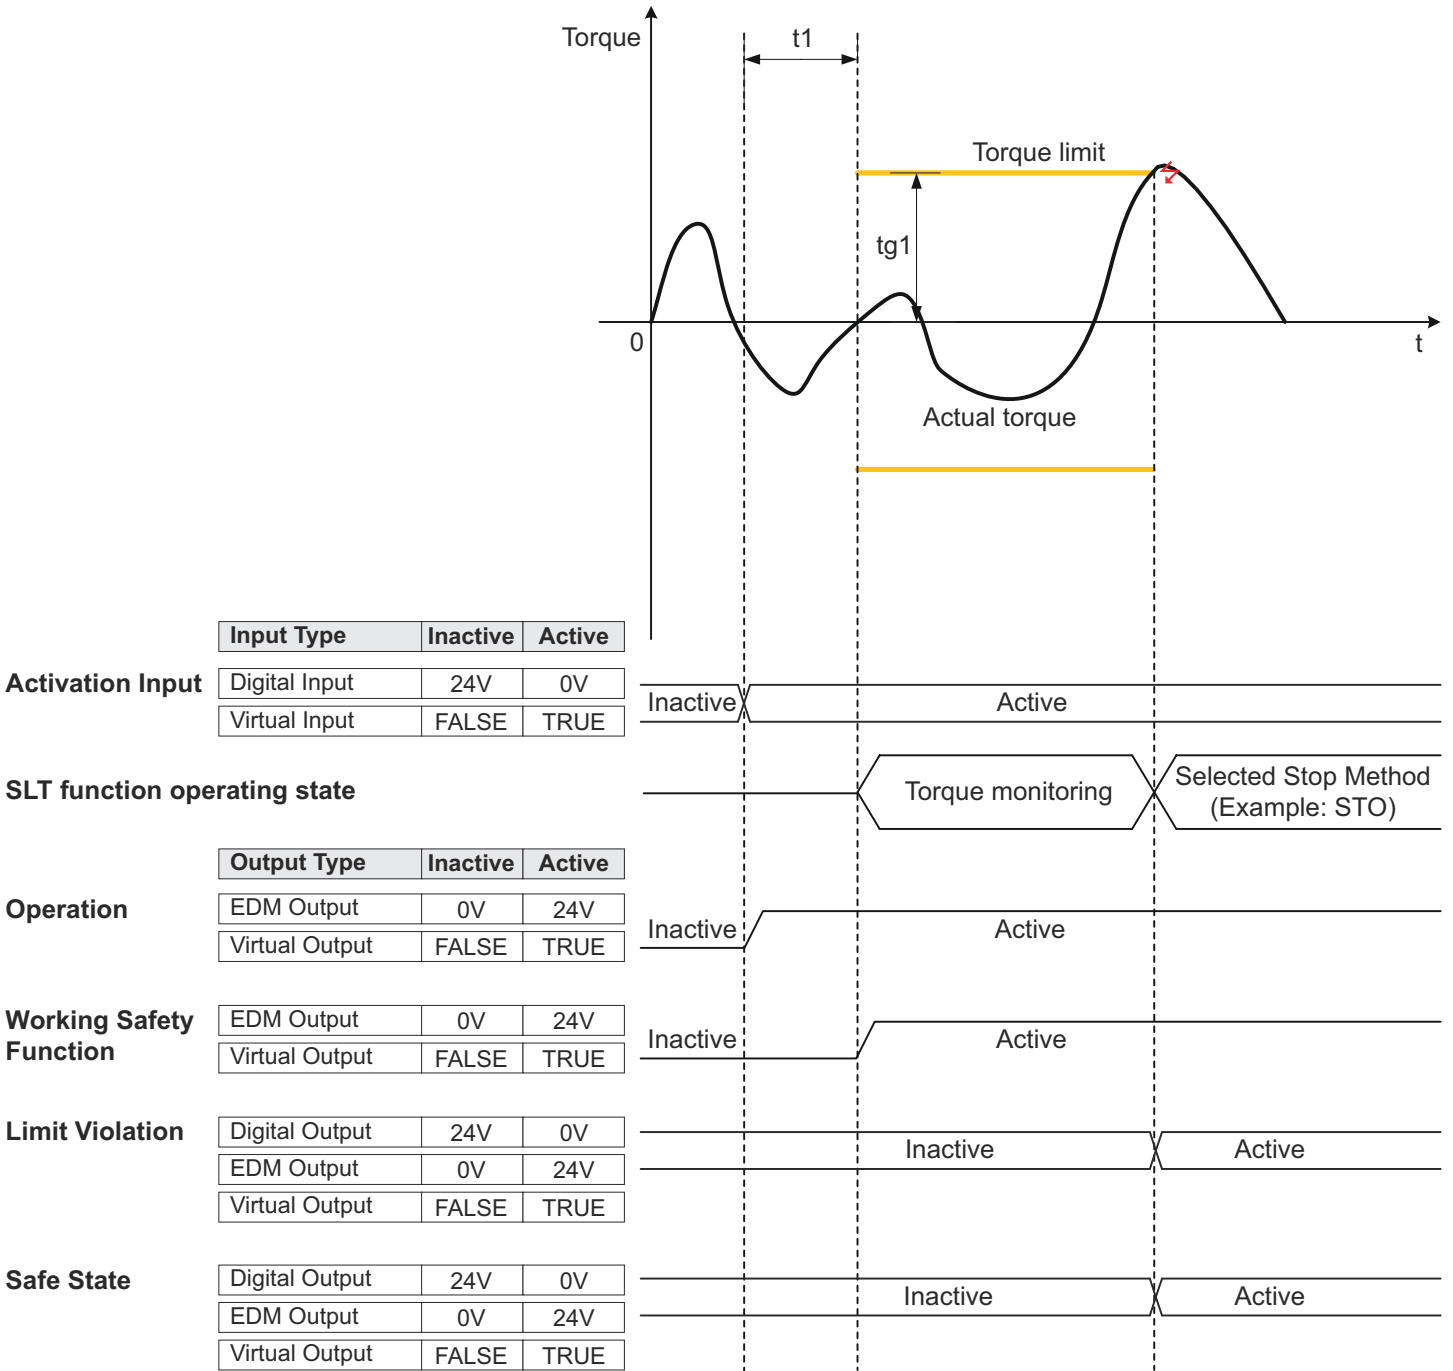 Torque
t1
Torque limit
tg1
0
t
Actual torque
Input Type Inactive Active
Activation Input Digital Input 24V 0V
Virtual Input FALSE TRUE
Inactive Active
SLT function operating state
Torque monitoring
Selected Stop Method
(Example: STO)
Output Type Inactive Active
Operation EDM Output 0V 24V
Virtual Output FALSE TRUE
Inactive Active
Working Safety
Function
EDM Output 0V 24V
Virtual Output FALSE TRUE
Inactive Active
Limit Violation Digital Output 24V 0V
EDM Output 0V 24V
Virtual Output FALSE TRUE
Inactive Active
Safe State Digital Output 24V 0V
EDM Output 0V 24V
Virtual Output FALSE TRUE
Inactive Active